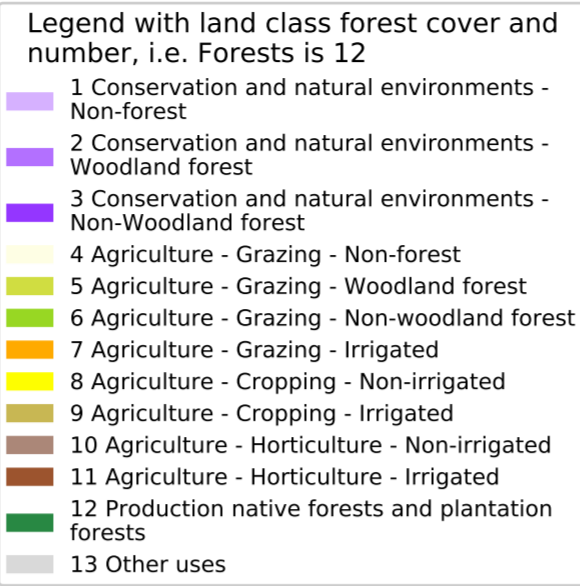 Legend with land class forest cover and
number, i.e. Forests is 12
1 Conservation and natural environments -
Non-forest
2 Conservation and natural environments -
Woodland forest
3 Conservation and natural environments -
Non-Woodland forest
4 Agriculture - Grazing - Non-forest
5 Agriculture - Grazing - Woodland forest
6 Agriculture - Grazing - Non-woodland forest
7 Agriculture - Grazing - Irrigated
8 Agriculture - Cropping - Non-irrigated
9 Agriculture - Cropping - Irrigated
10 Agriculture - Horticulture - Non-irrigated
11 Agriculture - Horticulture - Irrigated
12 Production native forests and plantation
forests
13 Other uses